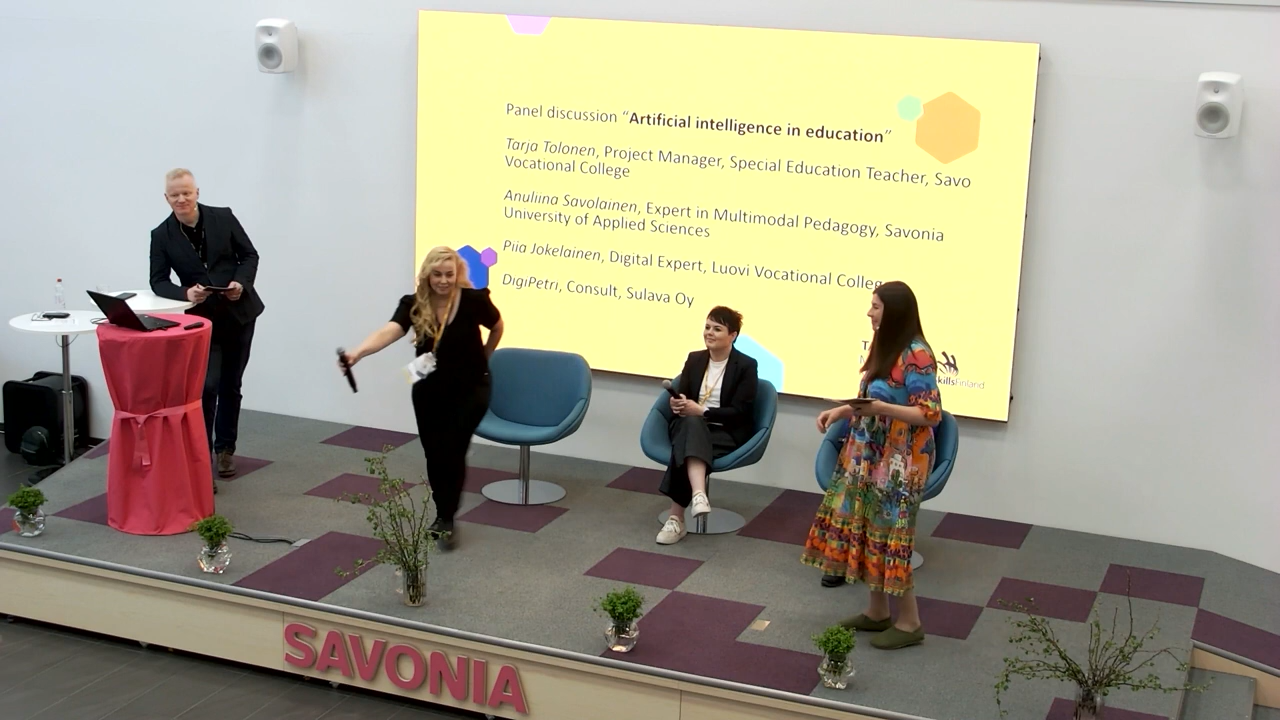 Panel discussion “Artificial intelligence in education”
Tarja Tolonen, Project Manager, Special Education Teacher, Savo
Vocational College
Anuliina Savolainen, Expert in Multimodal Pedagogy, Savonia
University of Applied Sciences
Piia Jokelainen, Digital Expert, Luovi Vocational
DigiPetri, Consult, Sulava Oy
SAVONIA